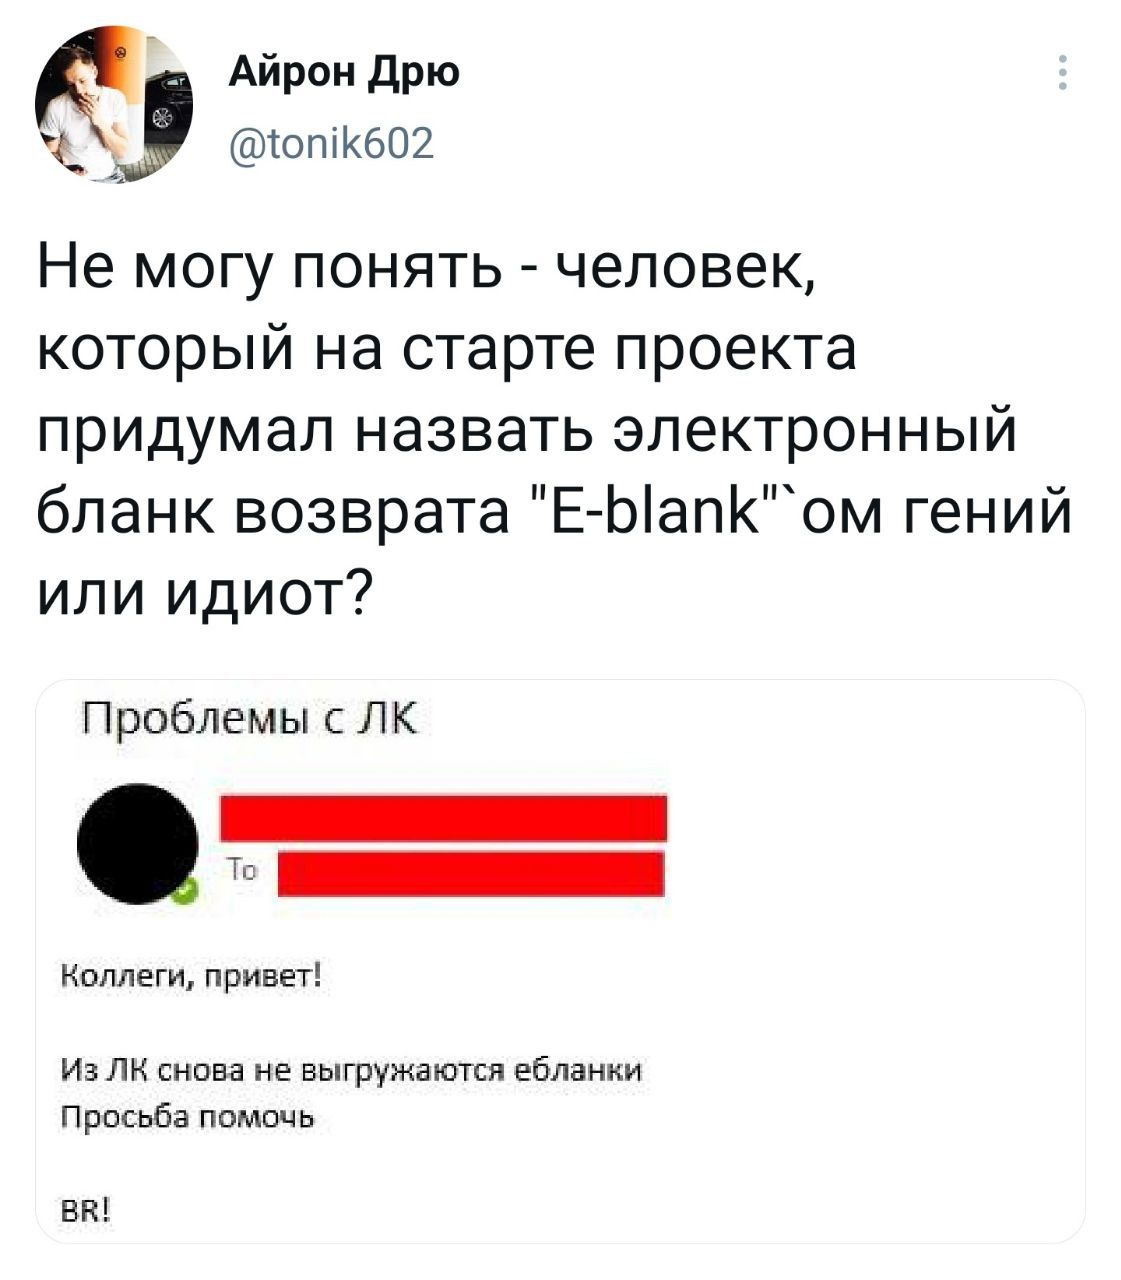 Айрон Дрю
@tonik602
Не могу понять - человек,
который на старте проекта
придумал назвать электронный
бланк возврата "E-blank"`ом гений
или идиот?
Проблемы с ЛК
To
Коллеги, привет!
Из ЛК снова не выгружаются ебланки
Просьба помочь
BR!